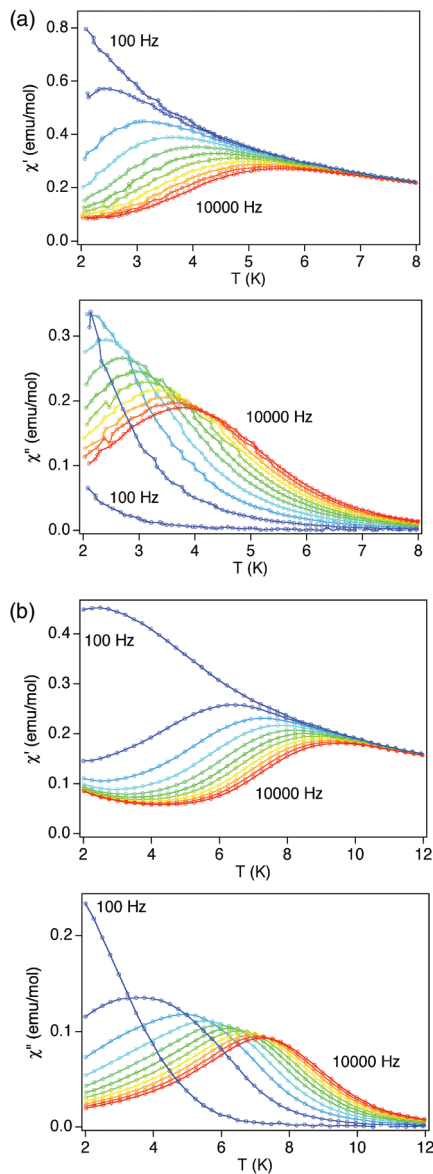 (a)
0.8
0.6
0.4
0.2
0.0
χ' (emu/mol)
100 Hz
10000 Hz
2 3 4 5 6 7 8
T (K)
0.3
0.2
0.1
0.0
χ" (emu/mol)
10000 Hz
100 Hz
2 3 4 5 6 7 8
T (K)
(b)
0.4
0.3
0.2
0.1
0.0
χ' (emu/mol)
100 Hz
10000 Hz
2 4 6 8 10 12
T (K)
0.2
0.1
0.0
χ" (emu/mol)
100 Hz
10000 Hz
2 4 6 8 10 12
T (K)